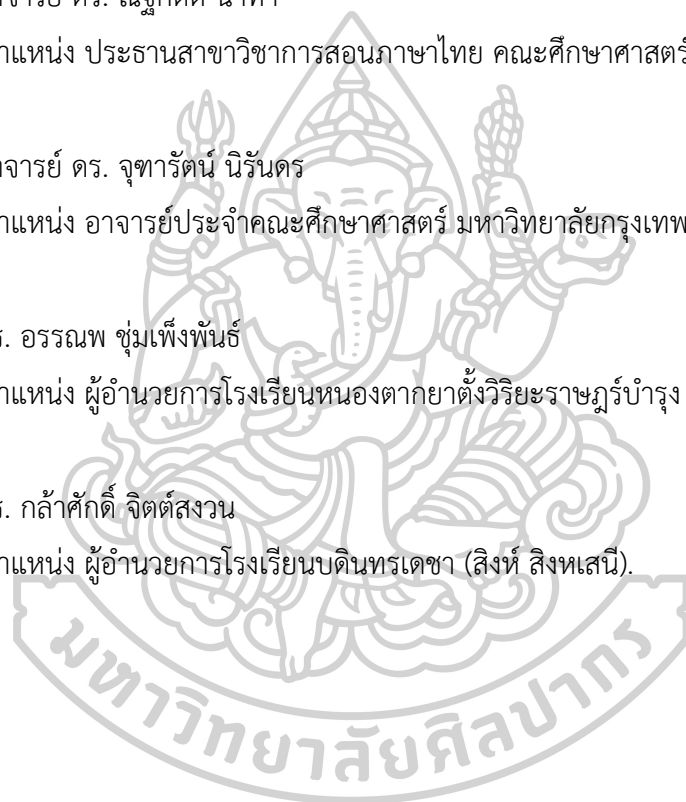 ตำแหน่ง ประธานสาขาวิชาการสอนภาษาไทย คณะศึกษาศาสตร์
อาจารย์ ดร. จุฑารัตน์ นิรันดร
ตำแหน่ง อาจารย์ประจำคณะศึกษาศาสตร์ มหาวิทยาลัยกรุงเทพ
ดร. อรรณพ ชุ่มเพ็งพันธ์
ตำแหน่ง ผู้อำนวยการโรงเรียนหนองตากยาตั้งวิริยะราษฎร์บำรุง
ดร. กล้าศักดิ์ จิตต์สงวน
ตำแหน่ง ผู้อำนวยการโรงเรียนบดินทรเดชา (สิงห์ สิงหเสนี).
มหาวิทยาลัยศิลปากร